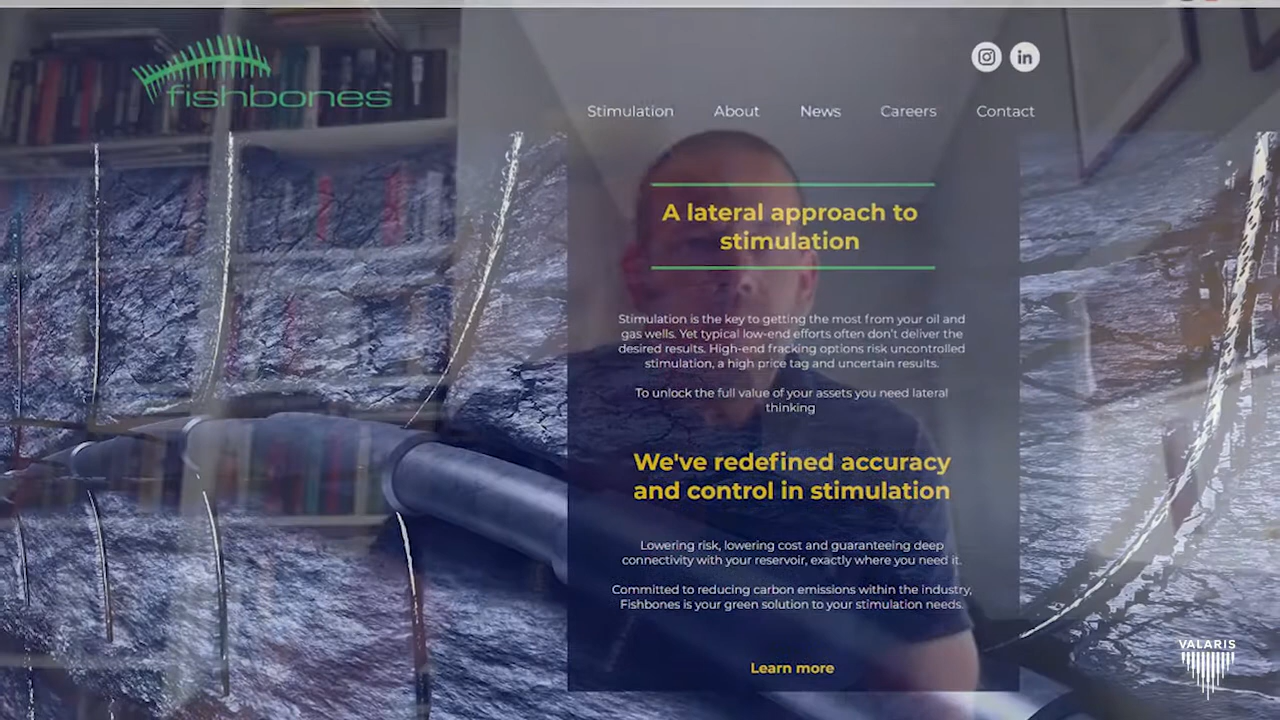 fishbones
in
Stimulation About News Careers Contact
A lateral approach to
stimulation
Stimulation is the key to getting the most from your oil and
gas wells. Yet typical low-end efforts often don't deliver the
desired results. High-end fracking options risk uncontrolled
stimulation, a high price tag and uncertain results.
To unlock the full value of your assets you need lateral
thinking
We've redefined accuracy
and control in stimulation
Lowering risk, lowering cost and guaranteeing deep
connectivity with your reservoir, exactly where you need it.
Committed to reducing carbon emissions within the industry,
Fishbones is your green solution to your stimulation needs.
Learn more
VALARIS